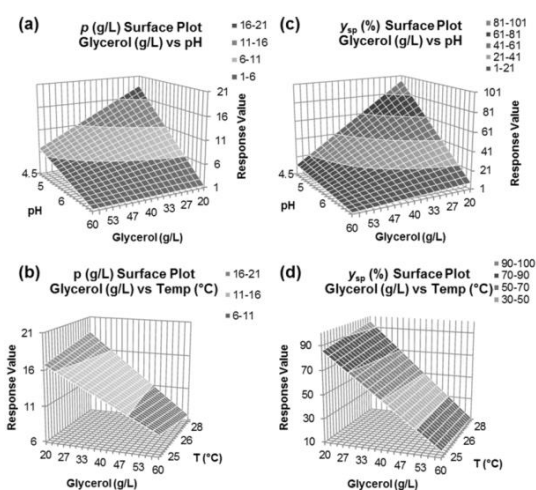 (a)
p (g/L) Surface Plot
Glycerol (g/L) vs pH
16-21
11-16
6-11
1-6
21
16
11
6
1
Response Value
4.5
5
6
pH
60 53 47 40 33 27 20
Glycerol (g/L)
(c)
ysp (%) Surface Plot
Glycerol (g/L) vs pH
81-101
61-81
41-61
21-41
1-21
101
81
61
41
21
1
Response Value
4.5
5
6
pH
60 53 47 40 33 27 20
Glycerol (g/L)
(b)
p (g/L) Surface Plot
Glycerol (g/L) vs Temp (°C)
16-21
11-16
6-11
Response Value
21
16
11
6
20 27 33 40 47 53 60
Glycerol (g/L)
25
26
28
T (°C)
(d)
ysp (%) Surface Plot
Glycerol (g/L) vs Temp(°C)
90-100
70-90
50-70
30-50
Response Value
90
70
50
30
10
20 27 33 40 47 53 60
Glycerol (g/L)
25
26
28
T (°C)